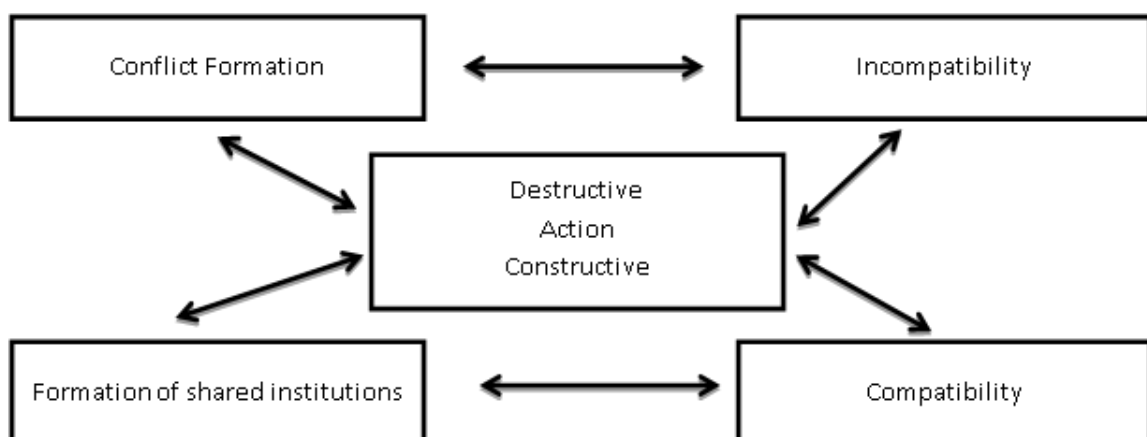 Conflict Formation
Incompatibility
Destructive
Action
Constructive
Formation of shared institutions
Compatibility